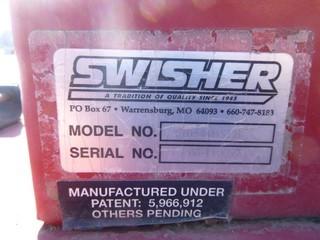 SWISHER
A TRADITION OF QUALITY SINCE 1945
PO Box 67 • Warrensburg, MO 64093 • 660-747-8183
MODEL NO.
SERIAL NO.
MANUFACTURED UNDER
PATENT: 5,966,912
OTHERS PENDING